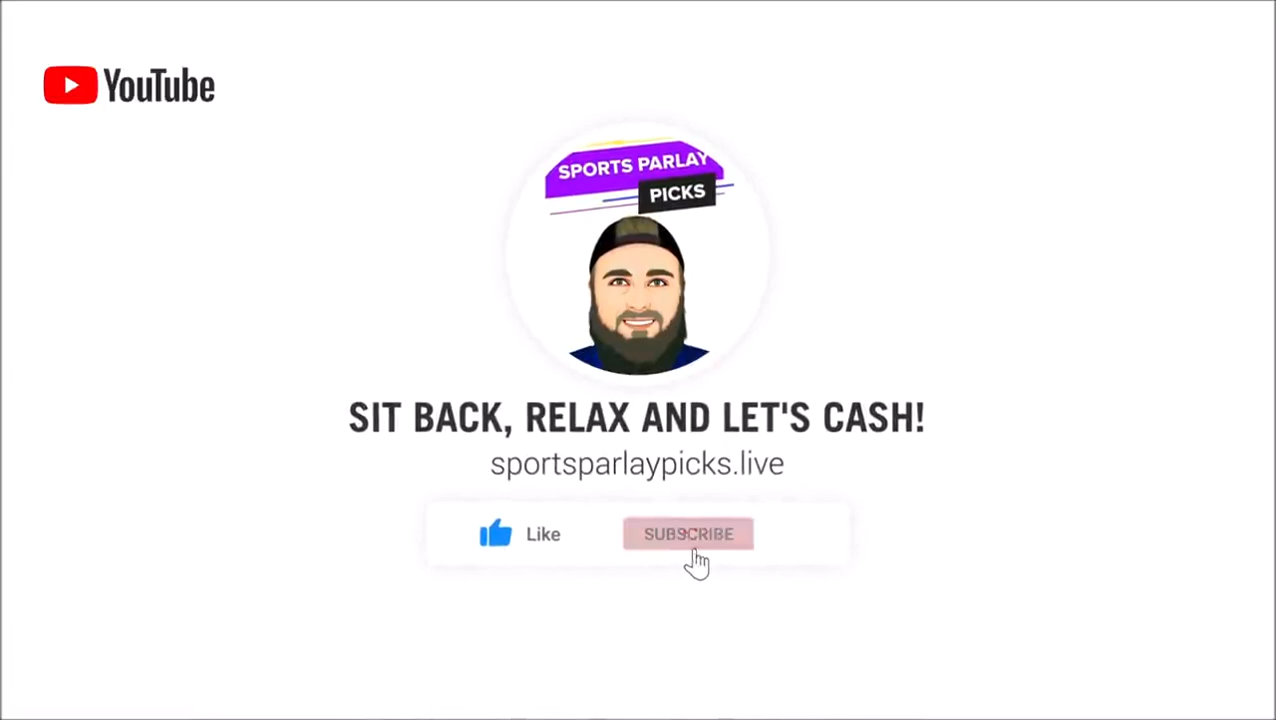 YouTube
SPORTS PARLAY
PICKS
SIT BACK, RELAX AND LET'S CASH!
sportsparlaypicks.live
Like
SUBSCRIBE